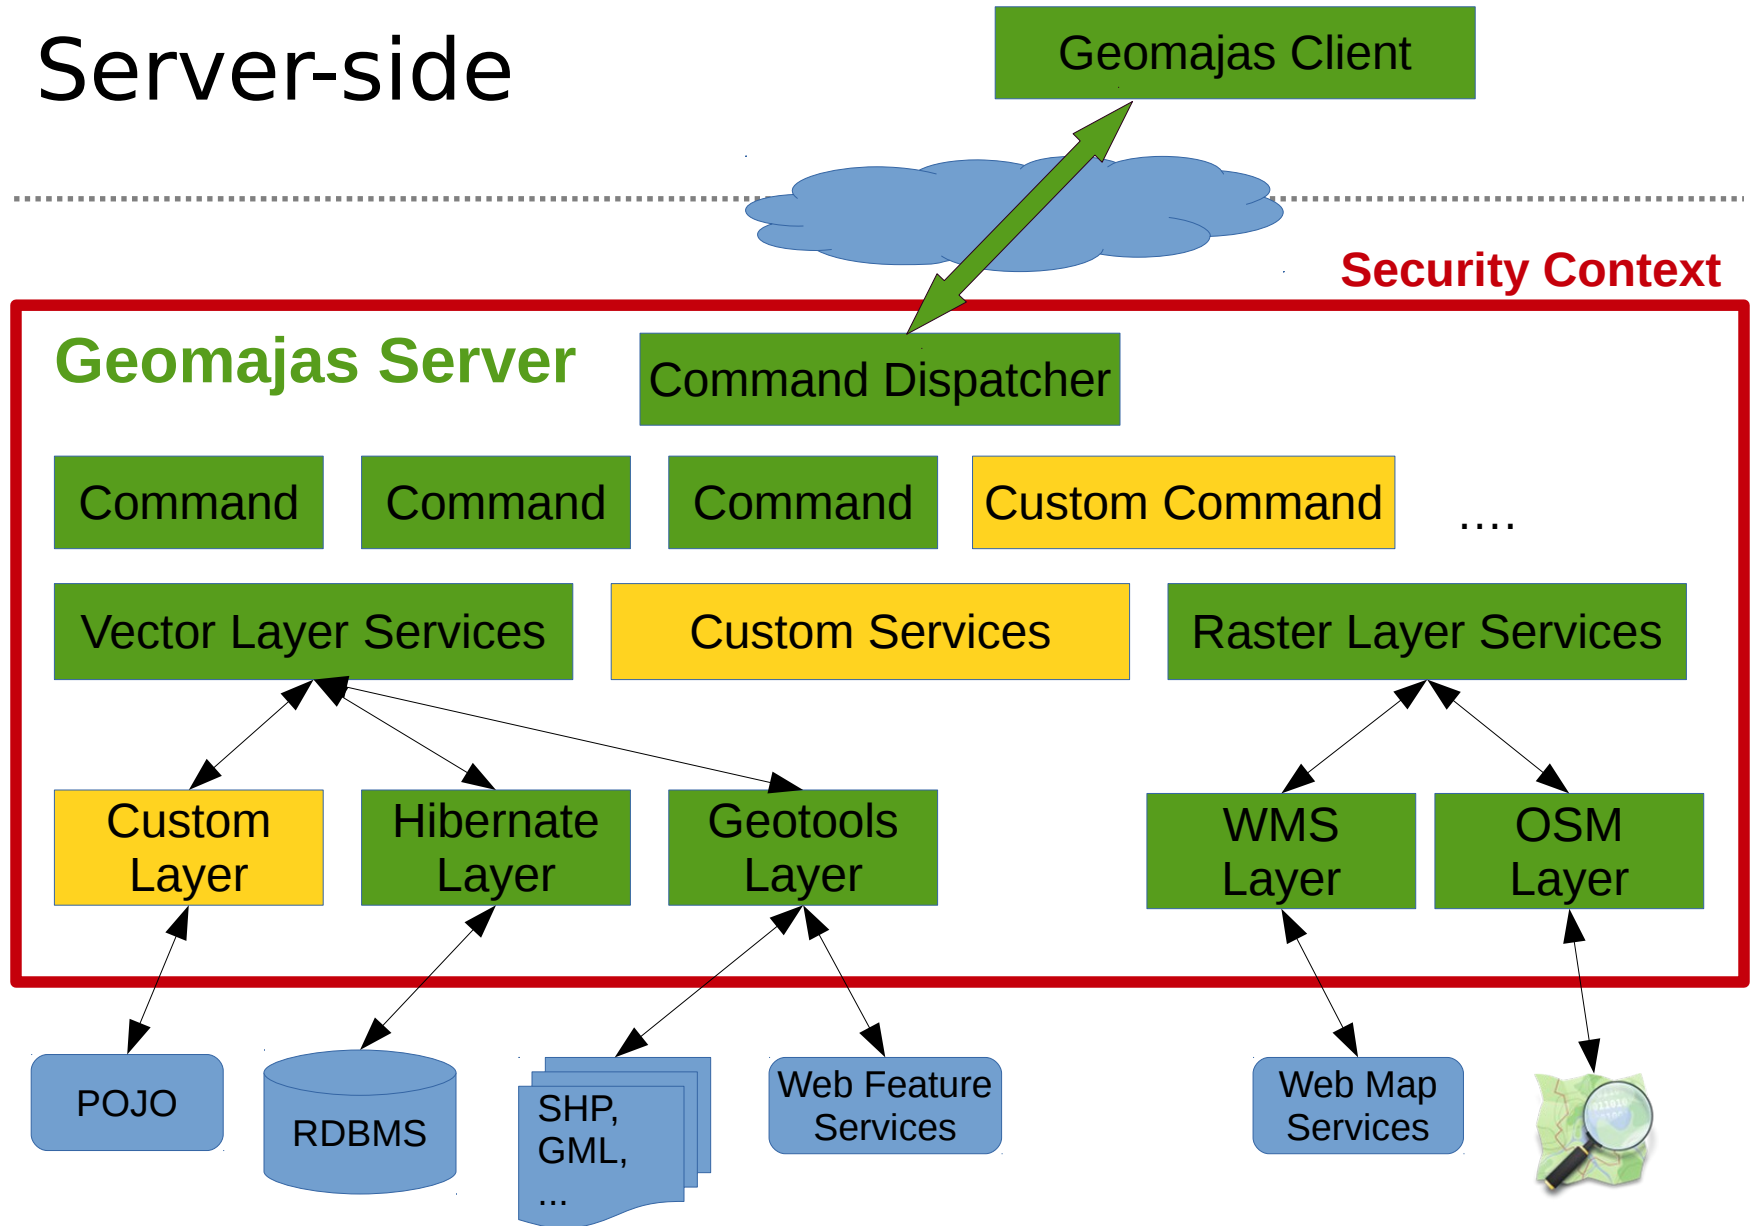 Server-side
Geomajas Client
Security Context
Geomajas Server
Command Dispatcher
Command
Command
Command
Custom Command
....
Vector Layer Services
Custom Services
Raster Layer Services
Custom
Layer
Hibernate
Layer
Geotools
Layer
WMS
Layer
OSM
Layer
POJO
RDBMS
SHP,
GML,
...
Web Feature
Services
Web Map
Services